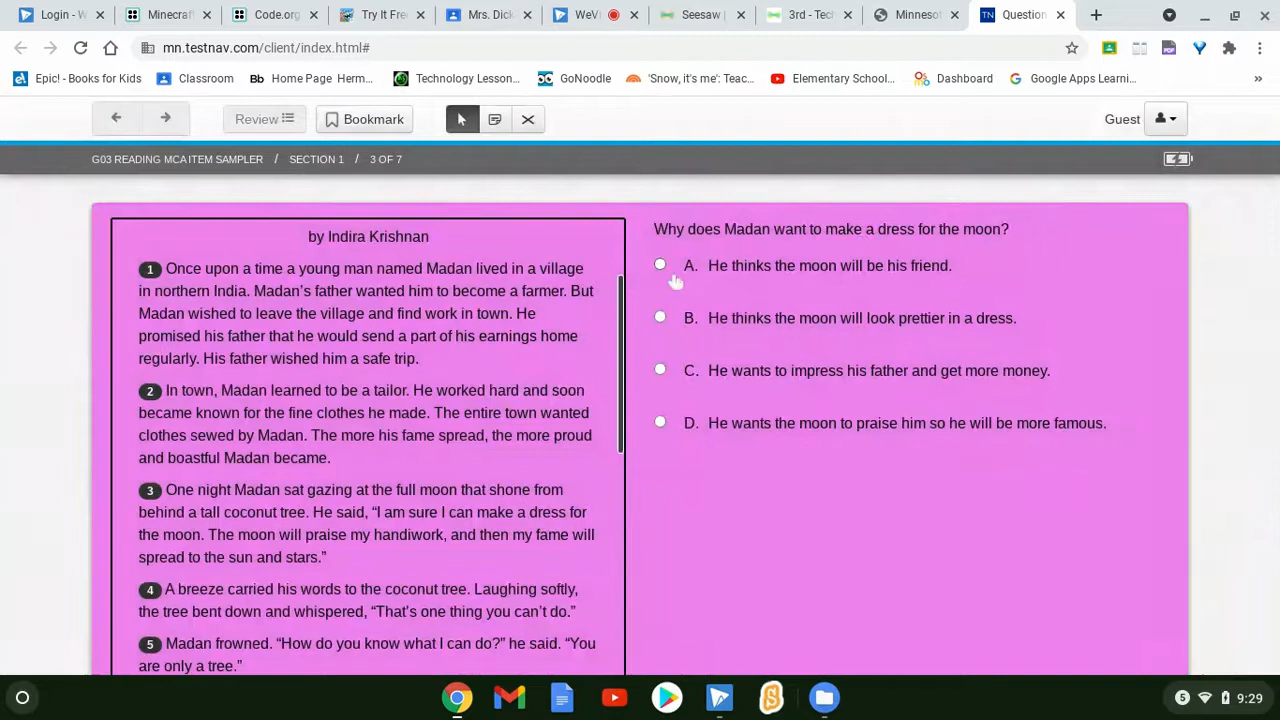 Login - W
Minecraf
Code.org
Try It Fre
Mrs. Dick
WeVi
Seesaw
3rd - Tec
Minnesot
Question
mn.testnav.com/client/index.html#
Epic! - Books for Kids
Classroom
Bb Home Page Herm...
Technology Lesson...
GoNoodle
'Snow, it's me': Teac...
Elementary School...
Dashboard
Google Apps Learni...
»
Review
Bookmark
Guest
G03 READING MCA ITEM SAMPLER / SECTION 1 / 3 OF 7
by Indira Krishnan
1 Once upon a time a young man named Madan lived in a village
in northern India. Madan's father wanted him to become a farmer. But
Madan wished to leave the village and find work in town. He
promised his father that he would send a part of his earnings home
regularly. His father wished him a safe trip.
2 In town, Madan learned to be a tailor. He worked hard and soon
became known for the fine clothes he made. The entire town wanted
clothes sewed by Madan. The more his fame spread, the more proud
and boastful Madan became.
3 One night Madan sat gazing at the full moon that shone from
behind a tall coconut tree. He said, “I am sure I can make a dress for
the moon. The moon will praise my handiwork, and then my fame will
spread to the sun and stars.”
4 A breeze carried his words to the coconut tree. Laughing softly,
the tree bent down and whispered, “That’s one thing you can’t do.”
5 Madan frowned. “How do you know what I can do?” he said. “You
are only a tree.”
Why does Madan want to make a dress for the moon?
A. He thinks the moon will be his friend.
B. He thinks the moon will look prettier in a dress.
C. He wants to impress his father and get more money.
D. He wants the moon to praise him so he will be more famous.
5
9:29